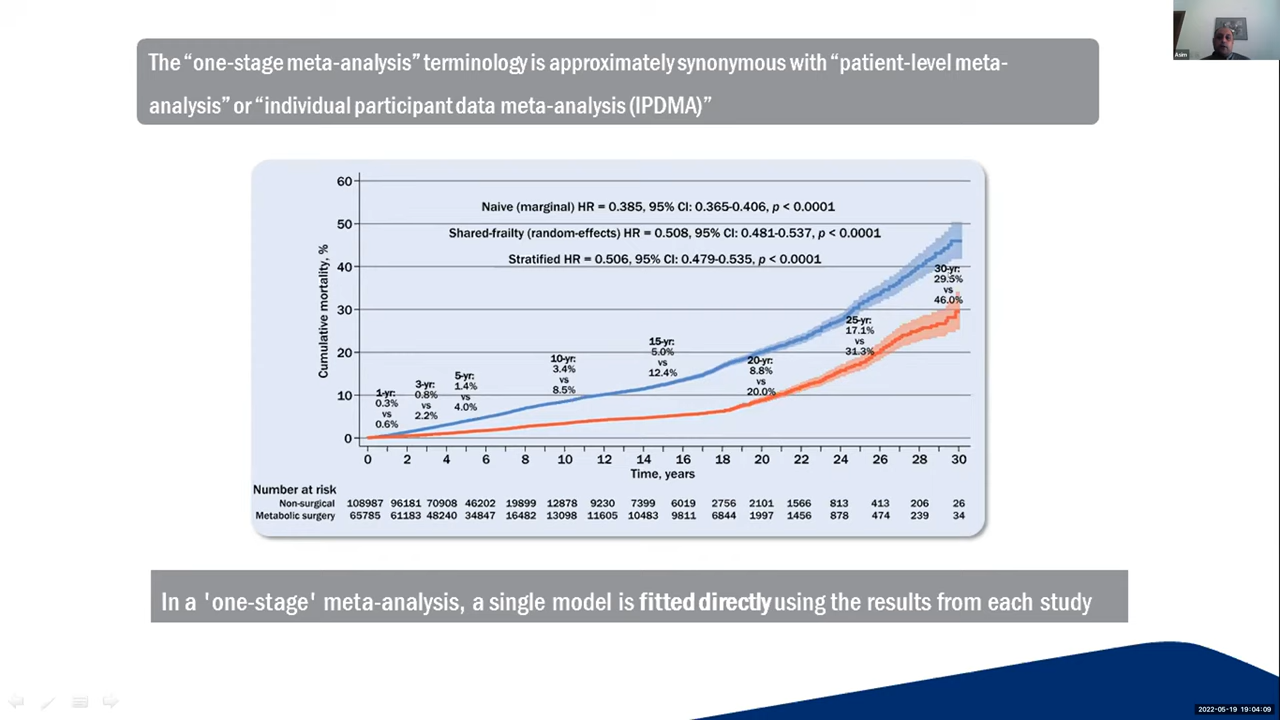 Asim
The “one-stage meta-analysis” terminology is approximately synonymous with “patient-level meta-
analysis” or “individual participant data meta-analysis (IPDMA)”
60
50
40
30
20
10
0
Cumulative mortality, %
Naive (marginal) HR = 0.385, 95% CI: 0.365-0.406, p < 0.0001
Shared-frailty (random-effects) HR = 0.508, 95% CI: 0.481-0.537, p < 0.0001
Stratified HR = 0.506, 95% CI: 0.479-0.535, p < 0.0001
1-yr:
0.3%
vs
0.6%
3-yr:
0.8%
vs
2.2%
5-yr:
1.4%
vs
4.0%
10-yr:
3.4%
vs
8.5%
15-yr:
5.0%
vs
12.4%
20-yr:
8.8%
vs
20.0%
25-yr:
17.1%
vs
31.3%
30-yr:
29.5%
vs
46.0%
0 2 4 6 8 10 12 14 16 18 20 22 24 26 28 30
Time, years
Number at risk
Non-surgical 108987 96181 70908 46202 19899 12878 9230 7399 6019 2756 2101 1566 813 413 206 26
Metabolic surgery 65785 61183 48240 34847 16482 13098 11605 10483 9811 6844 1997 1456 878 474 239 34
In a 'one-stage' meta-analysis, a single model is fitted directly using the results from each study
2022-05-19 19:04:09